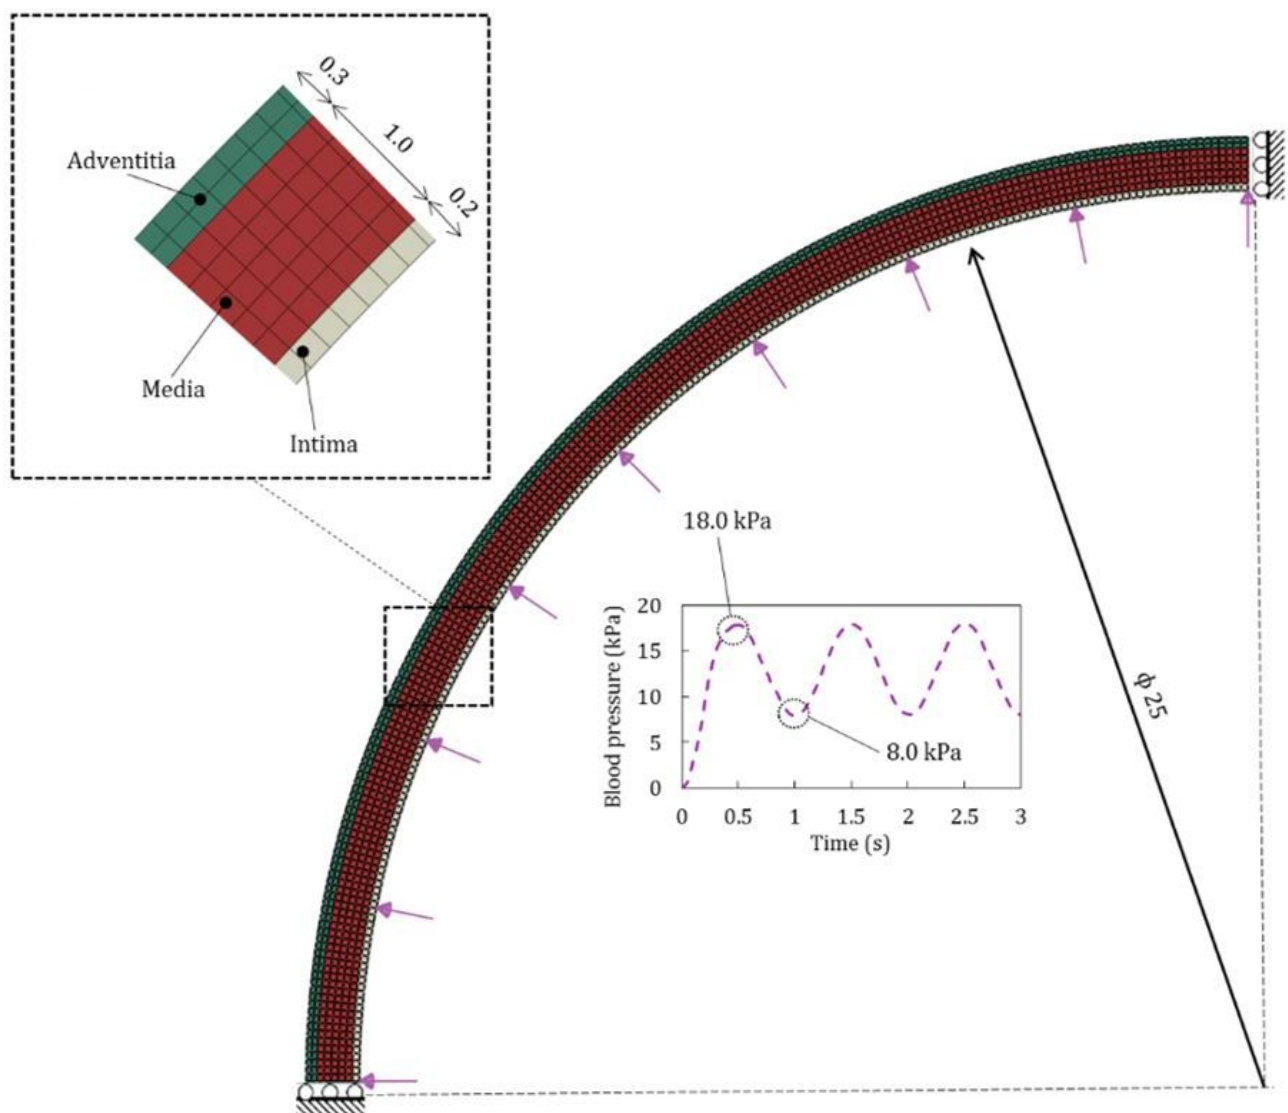 0.3
1.0
0.2
Adventitia
Media
Intima
18.0 kPa
8.0 kPa
ϕ 25
Blood pressure (kPa)
20
15
10
5
0
0 0.5 1 1.5 2 2.5 3
Time (s)